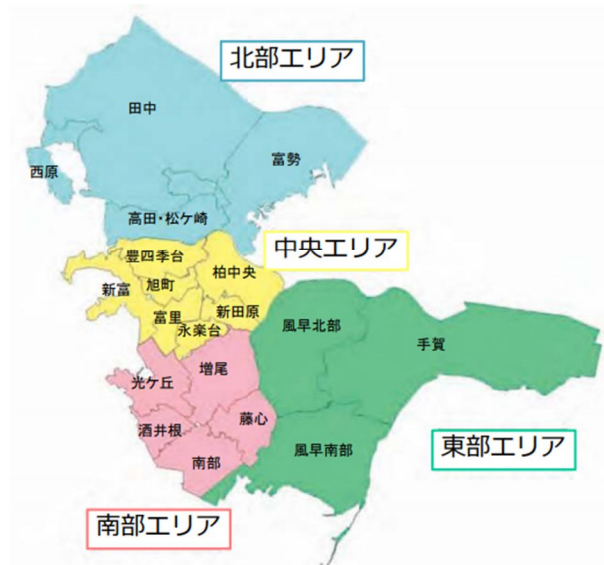 北部エリア
田中
富勢
西原
高田・松ケ崎
中央エリア
豊四季台
柏中央
旭町
新富
富里
新田原
永楽台
風早北部
手賀
増尾
光ケ丘
藤心
酒井根
風早南部
東部エリア
南部
南部エリア